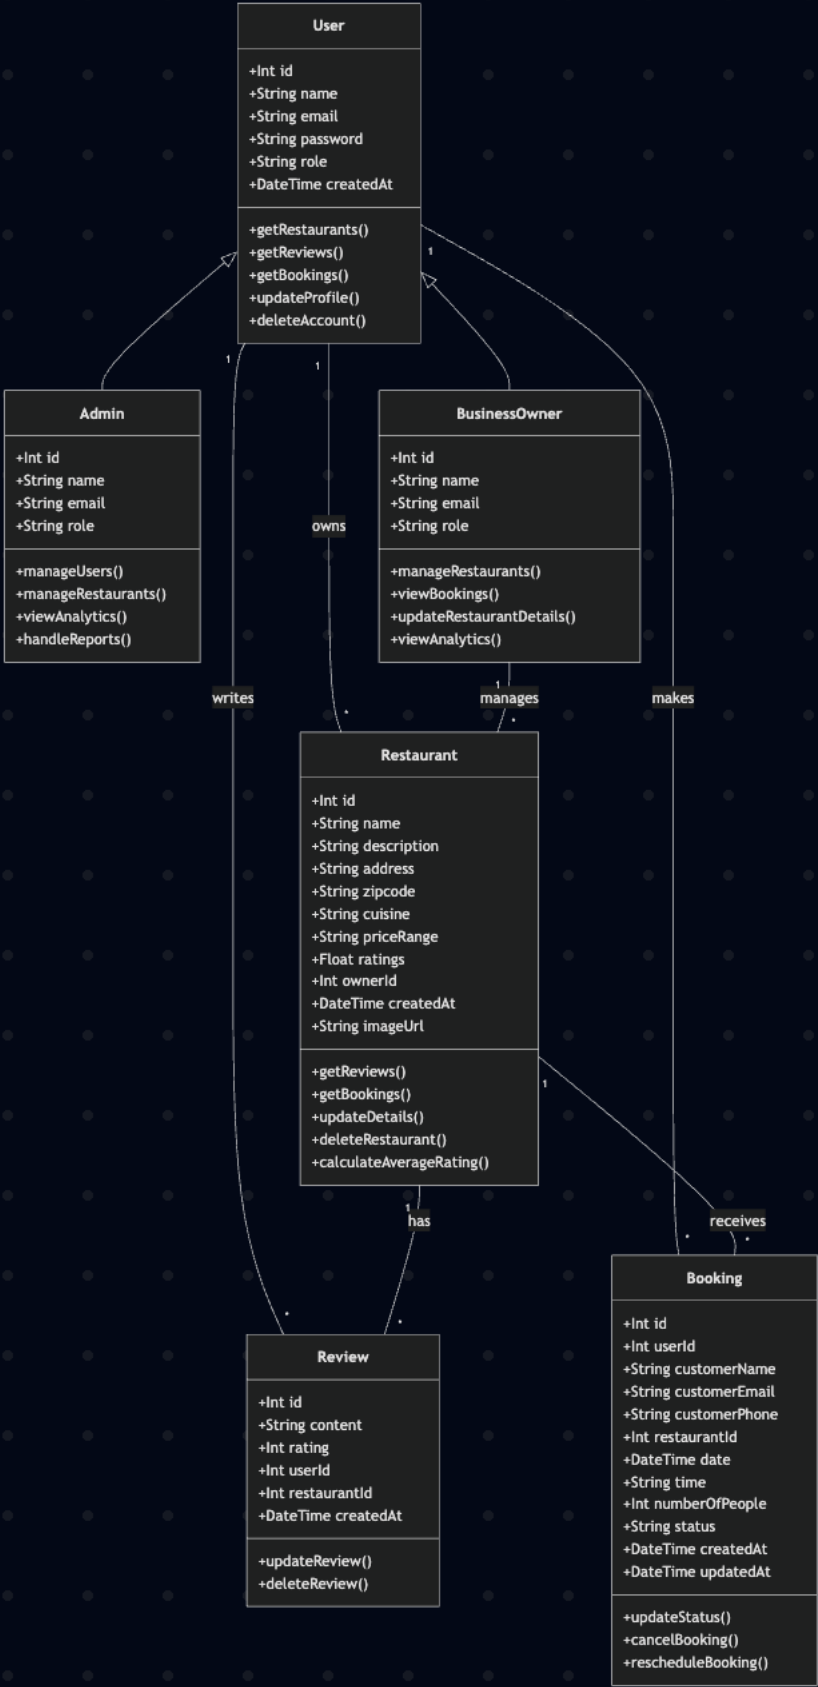 User
+Int id
+String name
+String email
+String password
+String role
+DateTime createdAt
+getRestaurants()
+getReviews()
+getBookings()
+updateProfile()
+deleteAccount()
1
1
1
Admin
+Int id
+String name
+String email
+String role
+manageUsers()
+manageRestaurants()
+viewAnalytics()
+handleReports()
owns
BusinessOwner
+Int id
+String name
+String email
+String role
+manageRestaurants()
+viewBookings()
+updateRestaurantDetails()
+viewAnalytics()
writes
1
manages
makes
*
*
Restaurant
+Int id
+String name
+String description
+String address
+String zipcode
+String cuisine
+String priceRange
+Float ratings
+Int ownerId
+DateTime createdAt
+String imageUrl
+getReviews()
+getBookings()
+updateDetails()
+deleteRestaurant()
+calculateAverageRating()
1
1
has
receives
*
*
*
*
Review
+Int id
+String content
+Int rating
+Int userId
+Int restaurantId
+DateTime createdAt
+updateReview()
+deleteReview()
Booking
+Int id
+Int userId
+String customerName
+String customerEmail
+String customerPhone
+Int restaurantId
+DateTime date
+String time
+Int numberOfPeople
+String status
+DateTime createdAt
+DateTime updatedAt
+updateStatus()
+cancelBooking()
+rescheduleBooking()